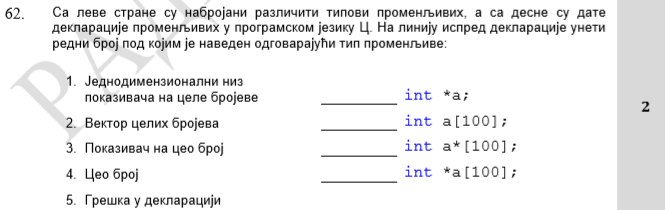 62. Са леве стране су набројани различити типови променљивих, а са десне су дате
декларације променљивих у програмском језику Ц. На линију испред декларације унети
редни број под којим је наведен одговарајући тип променљиве:
1. Једнодимензионални низ
показивача на целе бројеве
2. Вектор целих бројева
3. Показивач на цео број
4. Цео број
5. Грешка у декларацији
________ int *a;
________ int a[100];
________ int a*[100];
________ int *a[100];
2